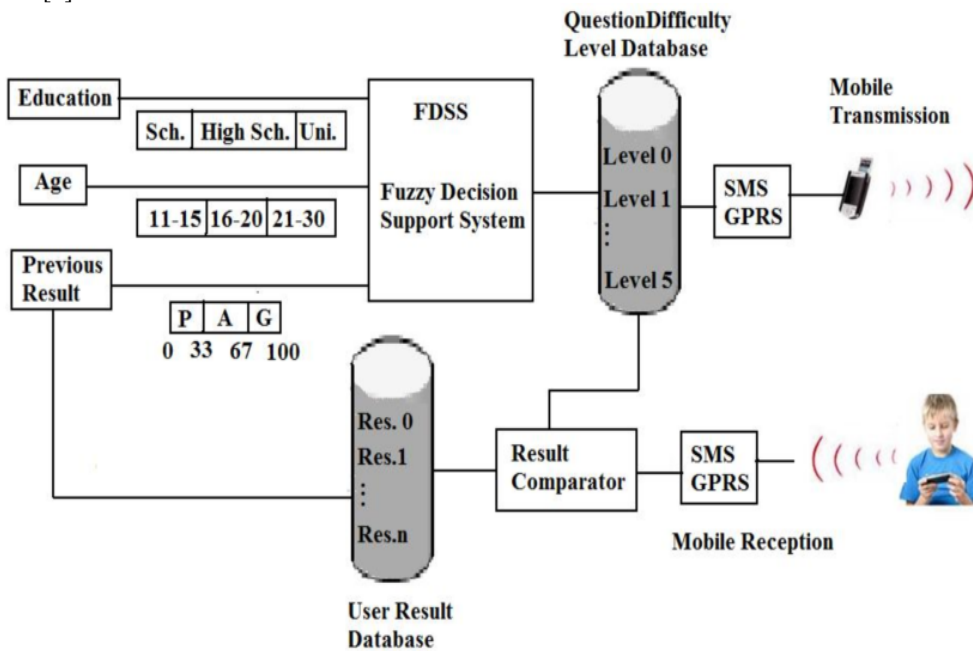 QuestionDifficulty
Level Database
Education
Sch. High Sch. Uni.
FDSS
Mobile
Transmission
Age
11-15 16-20 21-30
Fuzzy Decision
Support System
Level 0
Level 1
⋮
Level 5
SMS
GPRS
Previous
Result
P A G
0 33 67 100
Res. 0
Res.1
⋮
Res.n
Result
Comparator
SMS
GPRS
Mobile Reception
User Result
Database